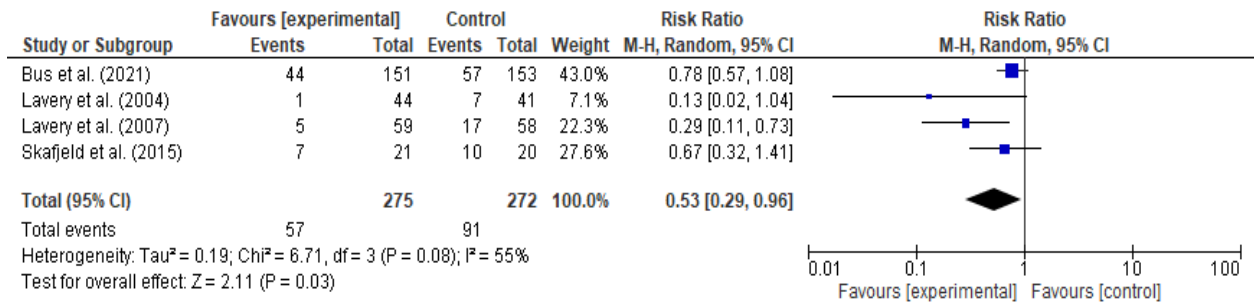 Favours [experimental] Control Risk Ratio Risk Ratio
Study or Subgroup Events Total Events Total Weight M-H, Random, 95% CI M-H, Random, 95% CI
Bus et al. (2021) 44 151 57 153 43.0% 0.78 [0.57, 1.08]
Lavery et al. (2004) 1 44 7 41 7.1% 0.13 [0.02, 1.04]
Lavery et al. (2007) 5 59 17 58 22.3% 0.29 [0.11, 0.73]
Skafjeld et al. (2015) 7 21 10 20 27.6% 0.67 [0.32, 1.41]
Total (95% CI) 275 272 100.0% 0.53 [0.29, 0.96]
Total events 57 91
Heterogeneity: Tau² = 0.19; Chi² = 6.71, df = 3 (P = 0.08); I² = 55%
Test for overall effect: Z = 2.11 (P = 0.03)
0.01 0.1 1 10 100
Favours [experimental] Favours [control]